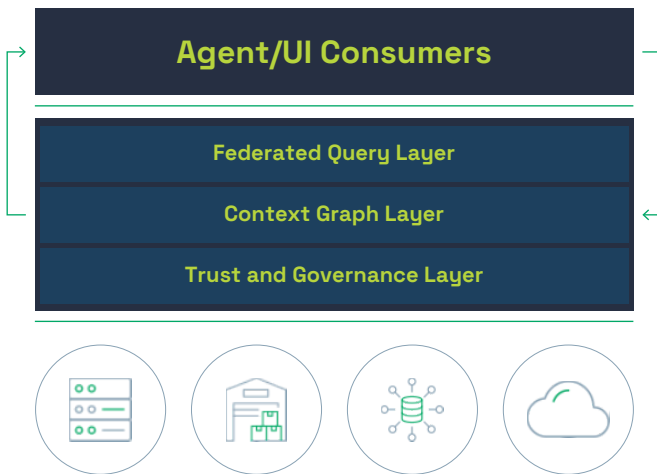 Agent/UI Consumers
Federated Query Layer
Context Graph Layer
Trust and Governance Layer